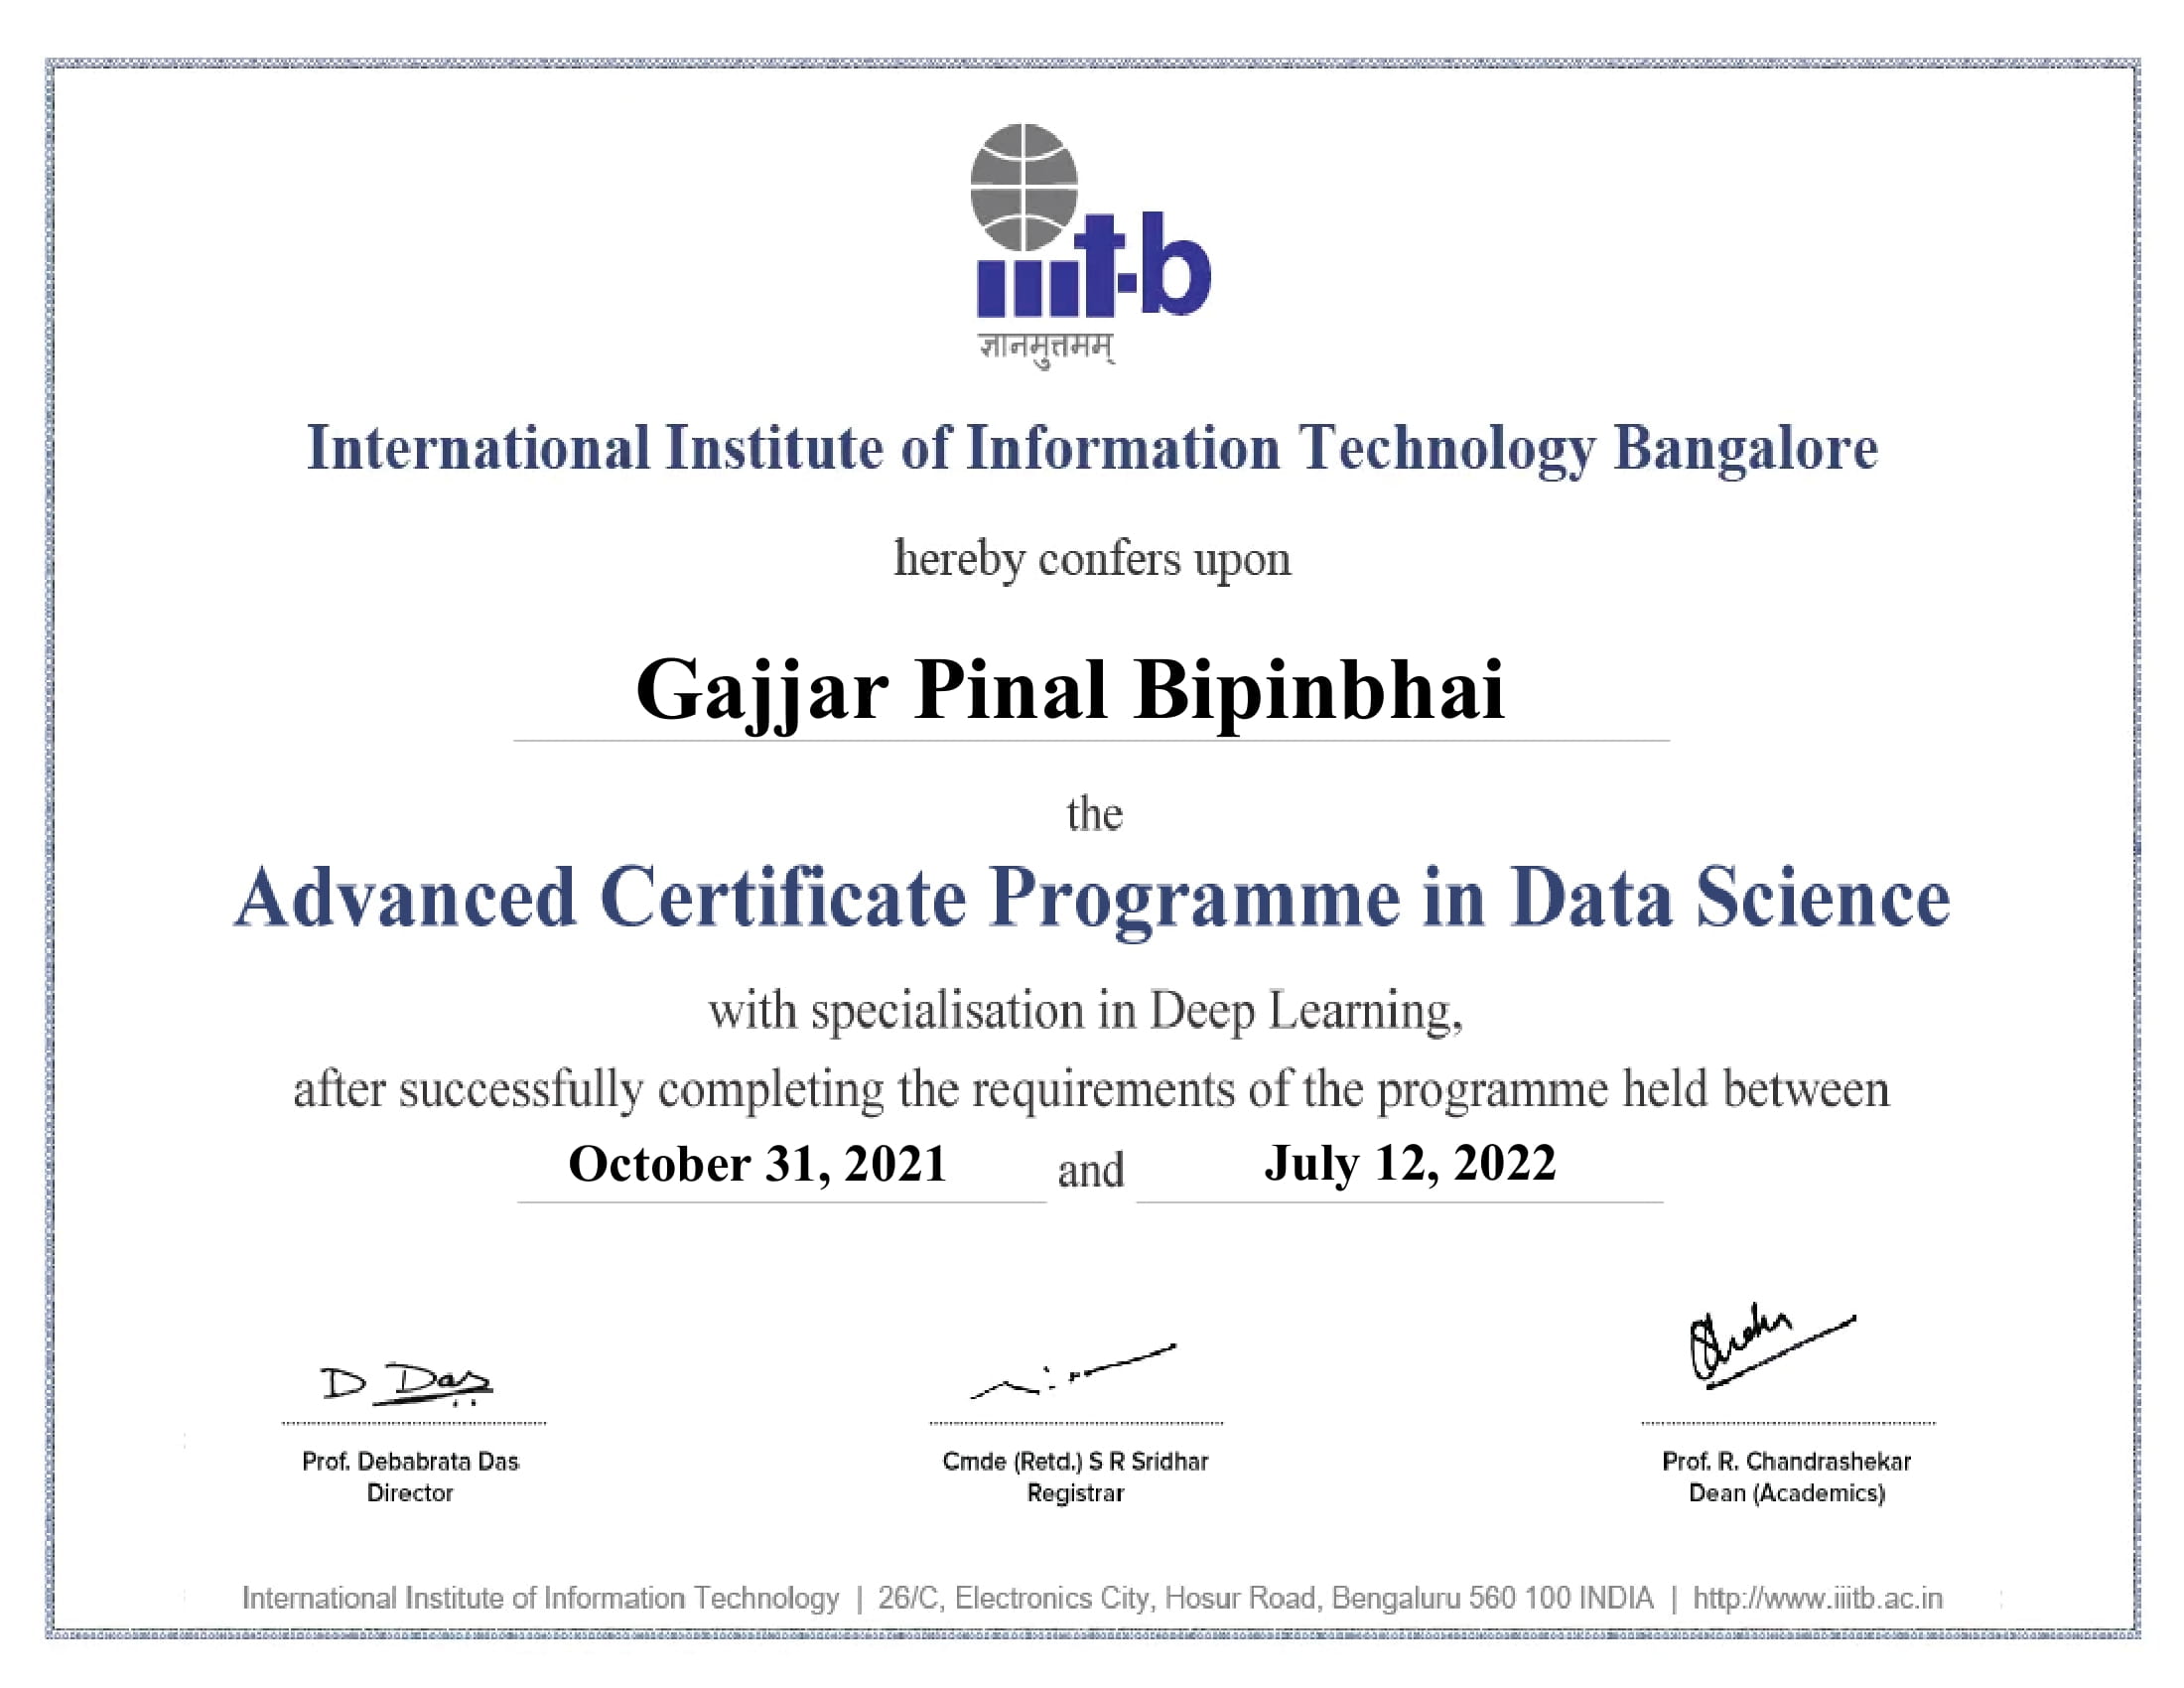 iiit-b
ज्ञानमुत्तमम्
International Institute of Information Technology Bangalore
hereby confers upon
Gajjar Pinal Bipinbhai
the
Advanced Certificate Programme in Data Science
with specialisation in Deep Learning,
after successfully completing the requirements of the programme held between
October 31, 2021 and July 12, 2022
D Das
Prof. Debabrata Das
Director
Cmde (Retd.) S R Sridhar
Registrar
Prof. R. Chandrashekar
Dean (Academics)
International Institute of Information Technology | 26/C, Electronics City, Hosur Road, Bengaluru 560 100 INDIA | http://www.iiitb.ac.in